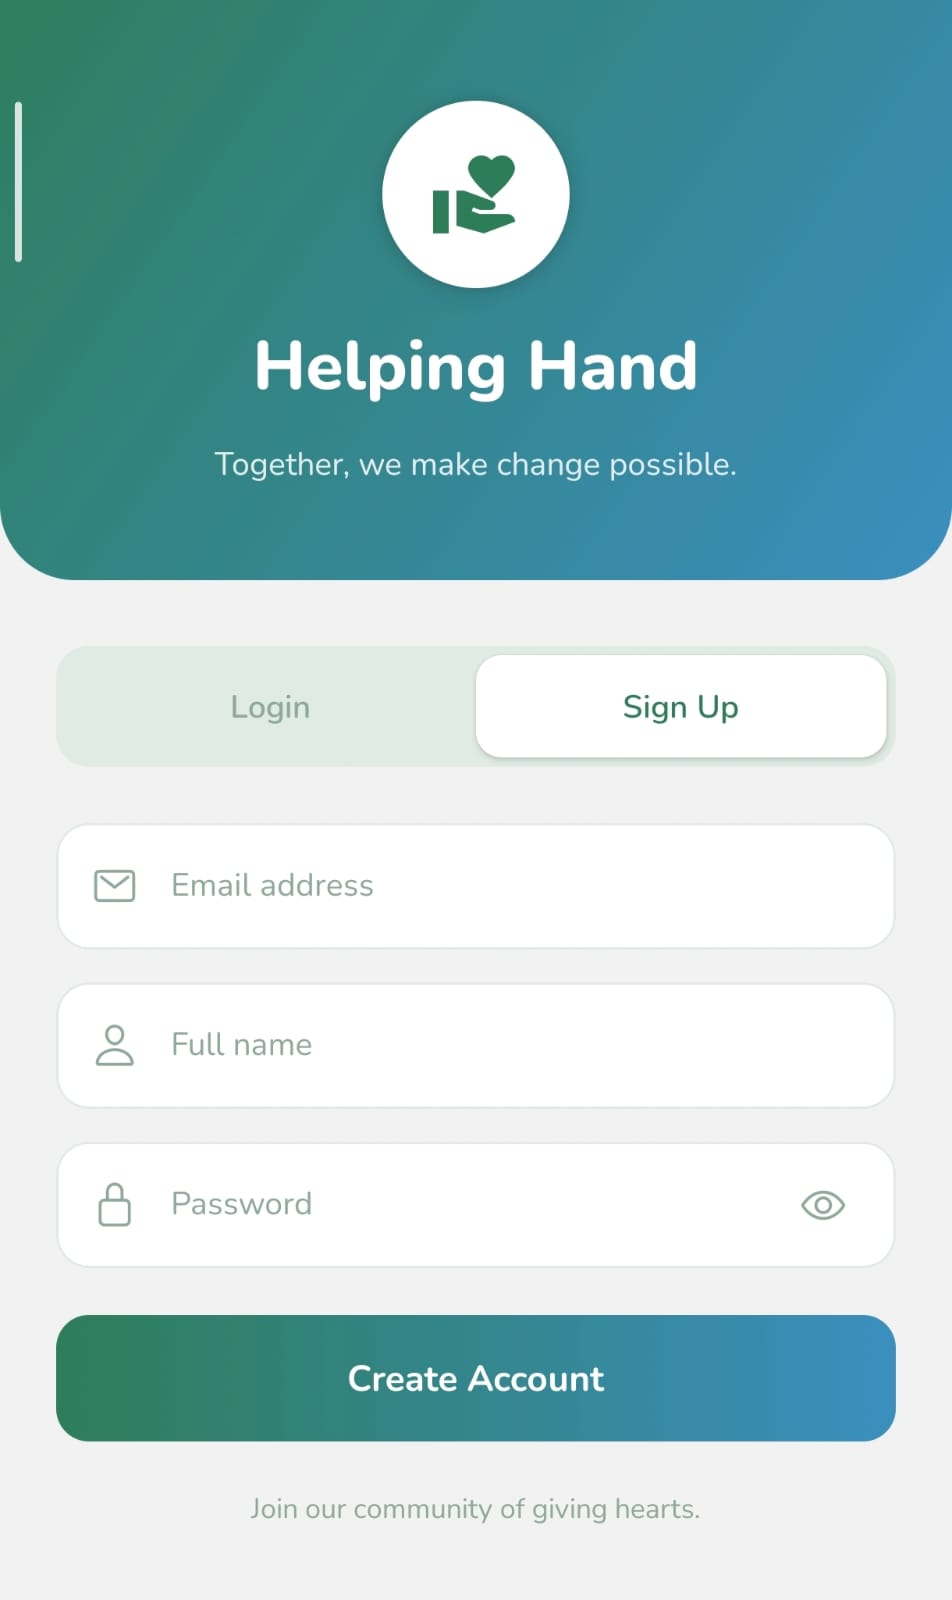 Helping Hand
Together, we make change possible.
Login
Sign Up
Email address
Full name
Password
Create Account
Join our community of giving hearts.